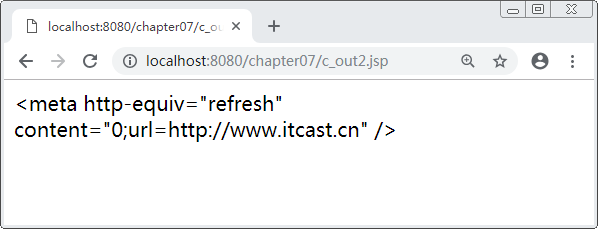 localhost:8080/chapter07/c_ou
localhost:8080/chapter07/c_out2.jsp
<meta http-equiv="refresh"
content="0;url=http://www.itcast.cn" />